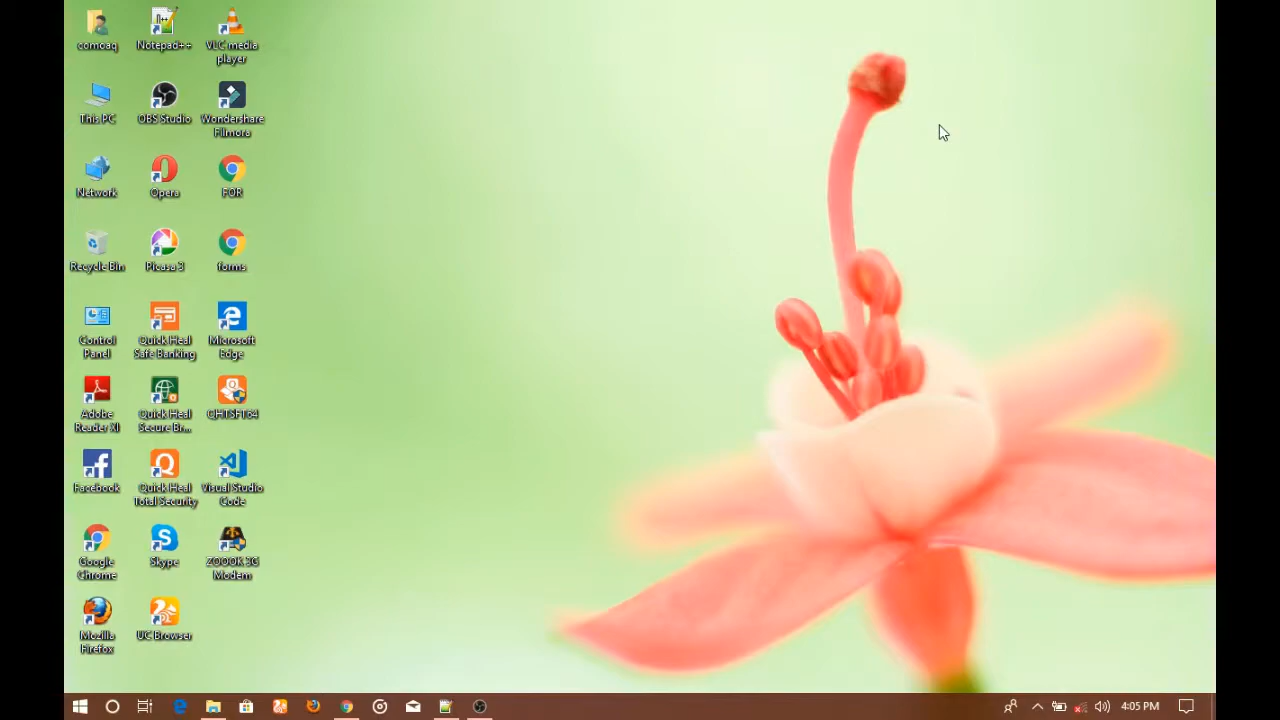 comaq
Notepad++
VLC media
player
This PC
OBS Studio
Wondershare
Filmora
Network
Opera
FOR
Recycle Bin
Picasa 3
forms
Control
Panel
Quick Heal
Safe Banking
Microsoft
Edge
Adobe
Reader XI
Quick Heal
Secure Br...
QHTSFT64
Facebook
Quick Heal
Total Security
Visual Studio
Code
Google
Chrome
Skype
ZOOOK 3G
Modem
Mozilla
Firefox
UC Browser
4:05 PM